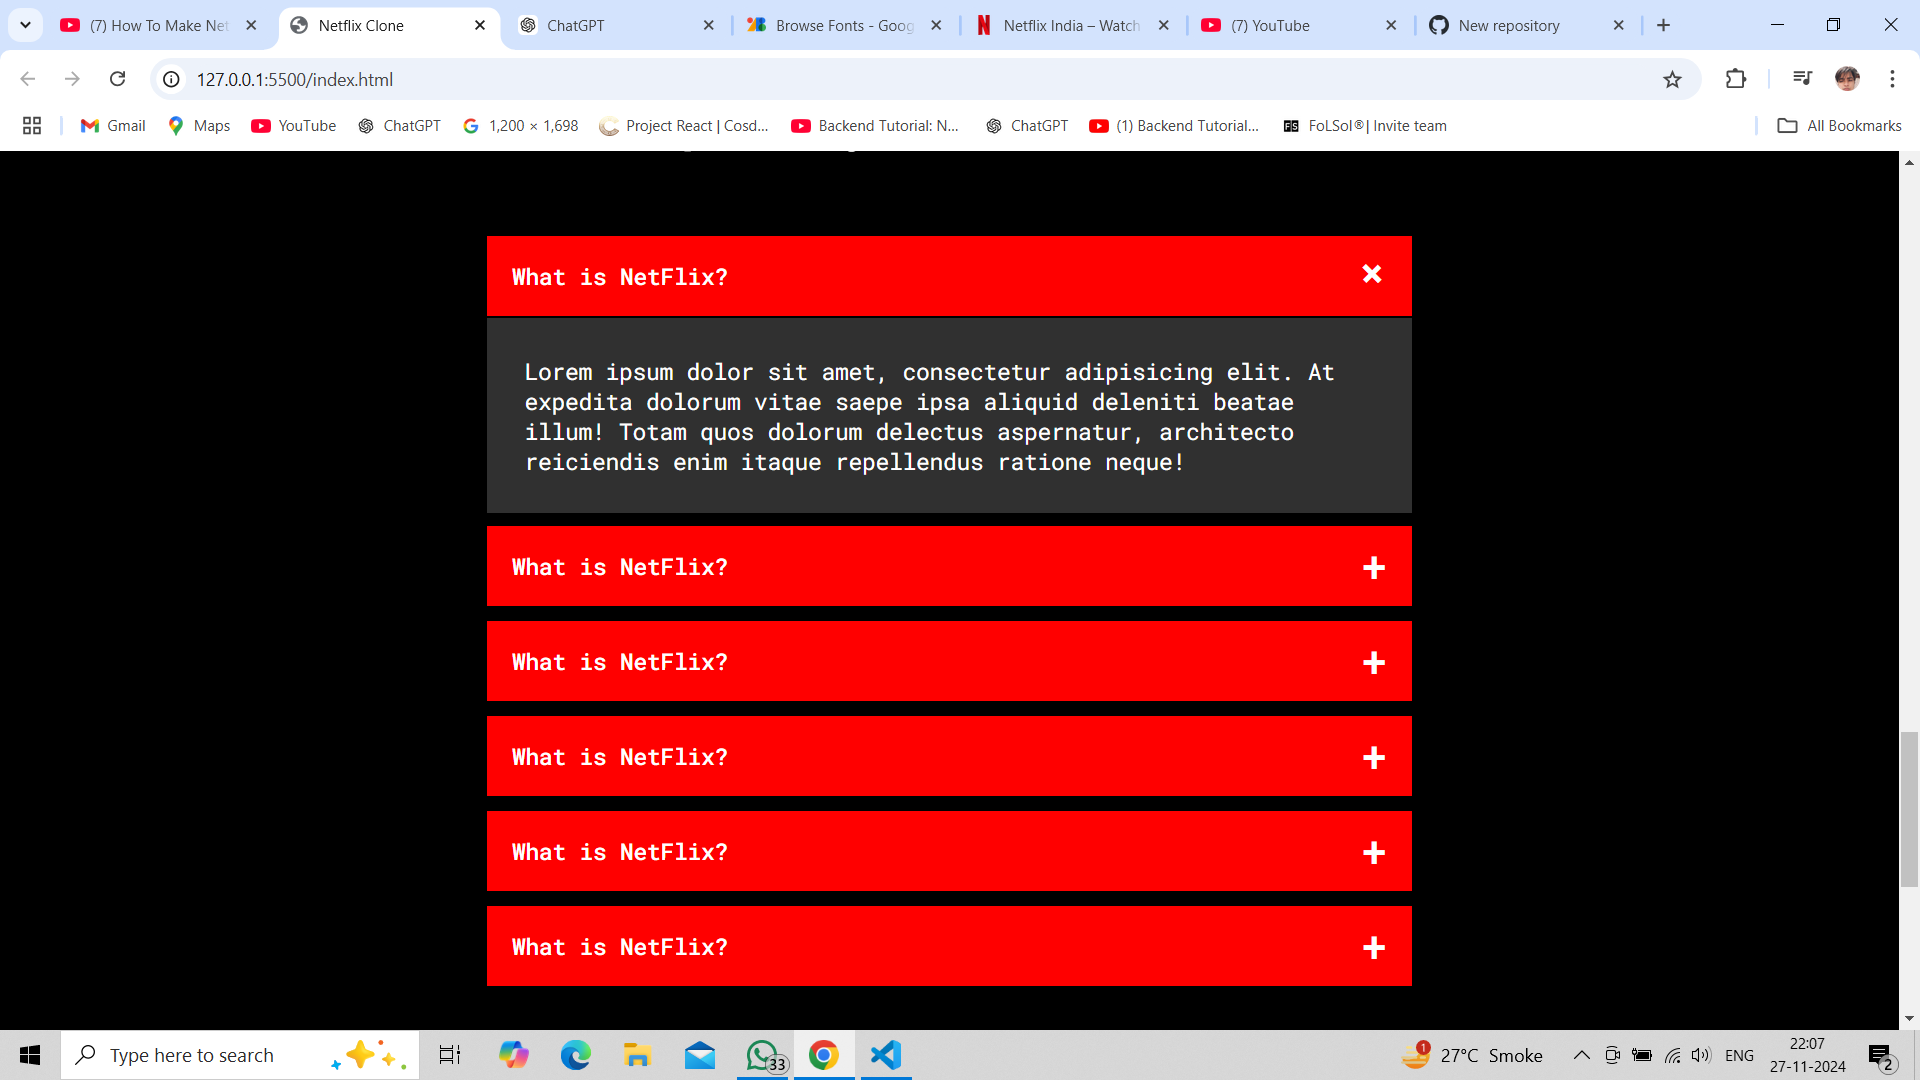 (7) How To Make Net
Netflix Clone
ChatGPT
Browse Fonts - Goog
Netflix India – Watch
(7) YouTube
New repository
127.0.0.1:5500/index.html
Gmail
Maps
YouTube
ChatGPT
1,200 × 1,698
Project React | Cosd...
Backend Tutorial: N...
ChatGPT
(1) Backend Tutorial...
FS
FoLSol®| Invite team
All Bookmarks
What is NetFlix?
Lorem ipsum dolor sit amet, consectetur adipisicing elit. At
expedita dolorum vitae saepe ipsa aliquid deleniti beatae
illum! Totam quos dolorum delectus aspernatur, architecto
reiciendis enim itaque repellendus ratione neque!
What is NetFlix?
What is NetFlix?
What is NetFlix?
What is NetFlix?
What is NetFlix?
Type here to search
33
1
27°C Smoke
ENG
22:07
27-11-2024
2